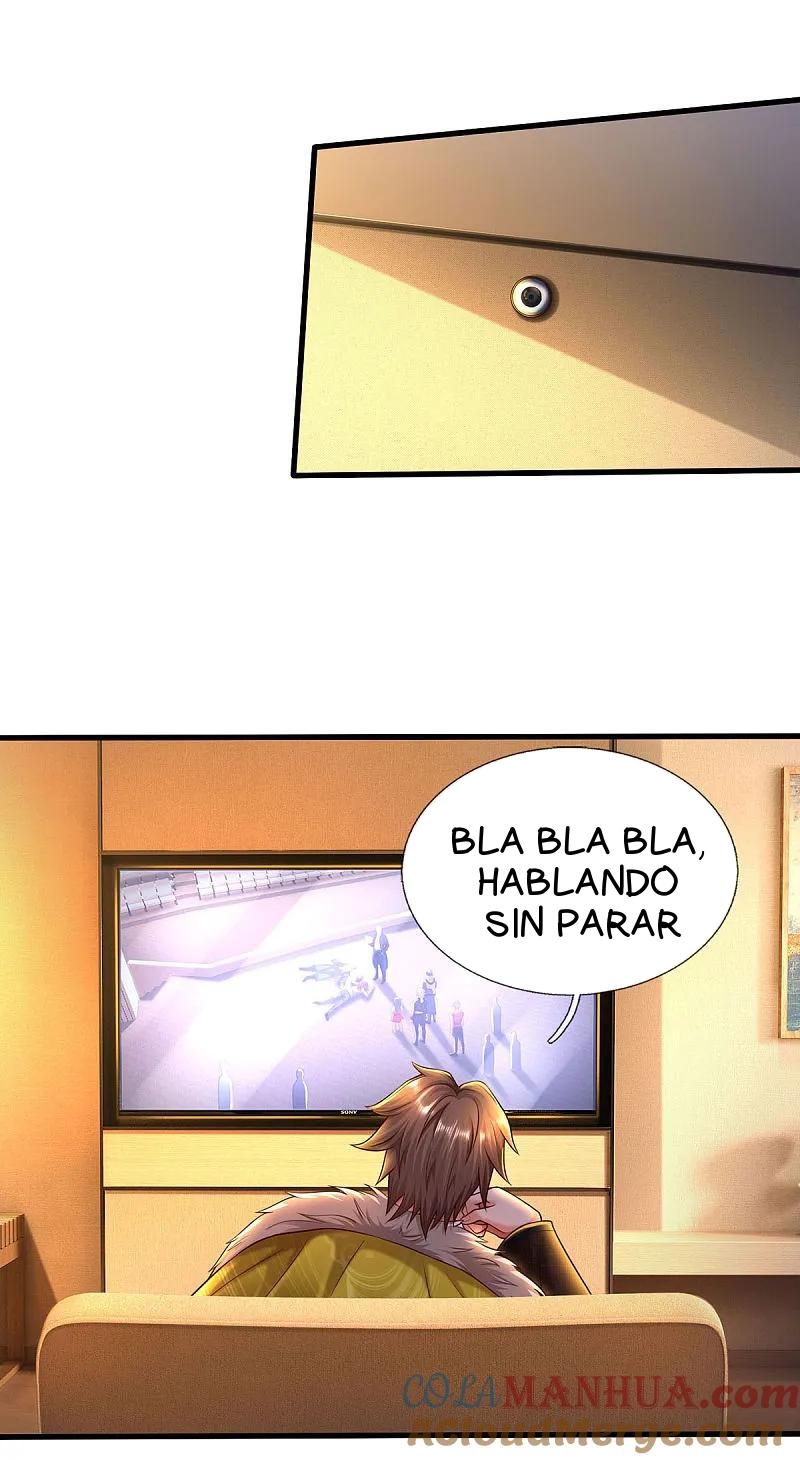 BLA BLA BLA,
HABLANDO
SIN PARAR
SONY
COLAMANHUA.com
ACloudMerge.com